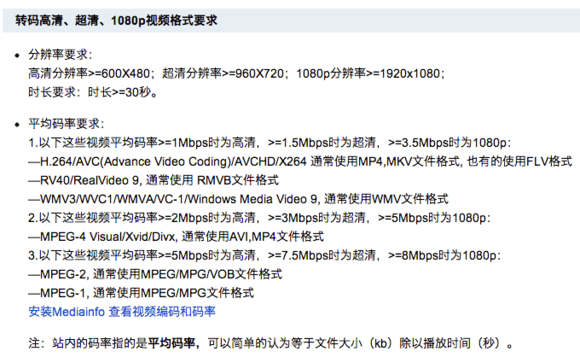 转码高清、超清、1080p视频格式要求
• 分辨率要求：
高清分辨率>=600X480；超清分辨率>=960X720；1080p分辨率>=1920x1080；
时长要求：时长>=30秒。
• 平均码率要求：
1.以下这些视频平均码率>=1Mbps时为高清，>=1.5Mbps时为超清，>=3.5Mbps时为1080p：
—H.264/AVC(Advance Video Coding)/AVCHD/X264 通常使用MP4,MKV文件格式, 也有的使用FLV格式
—RV40/RealVideo 9, 通常使用 RMVB文件格式
—WMV3/WVC1/WMVA/VC-1/Windows Media Video 9, 通常使用WMV文件格式
2.以下这些视频平均码率>=2Mbps时为高清，>=3Mbps时为超清，>=5Mbps时为1080p：
—MPEG-4 Visual/Xvid/Divx, 通常使用AVI,MP4文件格式
3.以下这些视频平均码率>=5Mbps时为高清，>=7.5Mbps时为超清，>=8Mbps时为1080p：
—MPEG-2, 通常使用MPEG/MPG/VOB文件格式
—MPEG-1, 通常使用MPEG/MPG文件格式
安装Mediainfo 查看视频编码和码率
注：站内的码率指的是平均码率，可以简单的认为等于文件大小（kb）除以播放时间（秒）。